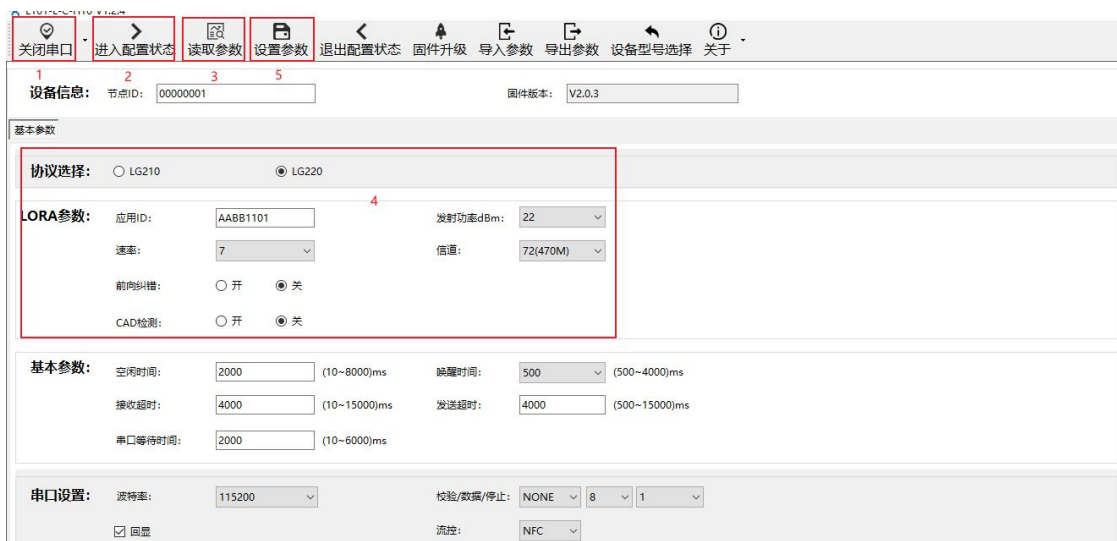 关闭串口 进入配置状态 读取参数 设置参数 退出配置状态 固件升级 导入参数 导出参数 设备型号选择 关于
1 2 3 5
设备信息： 节点ID: 00000001 固件版本： V2.0.3
基本参数
协议选择： LG210 LG220
4
LORA参数： 应用ID: AABB1101 发射功率dBm: 22
速率： 7 信道： 72(470M)
前向纠错： 开 关
CAD检测： 开 关
基本参数： 空闲时间： 2000 (10~8000)ms 唤醒时间： 500 (500~4000)ms
接收超时： 4000 (10~15000)ms 发送超时： 4000 (500~15000)ms
串口等待时间： 2000 (10~6000)ms
串口设置： 波特率： 115200 校验/数据/停止： NONE 8 1
回显 流控： NFC